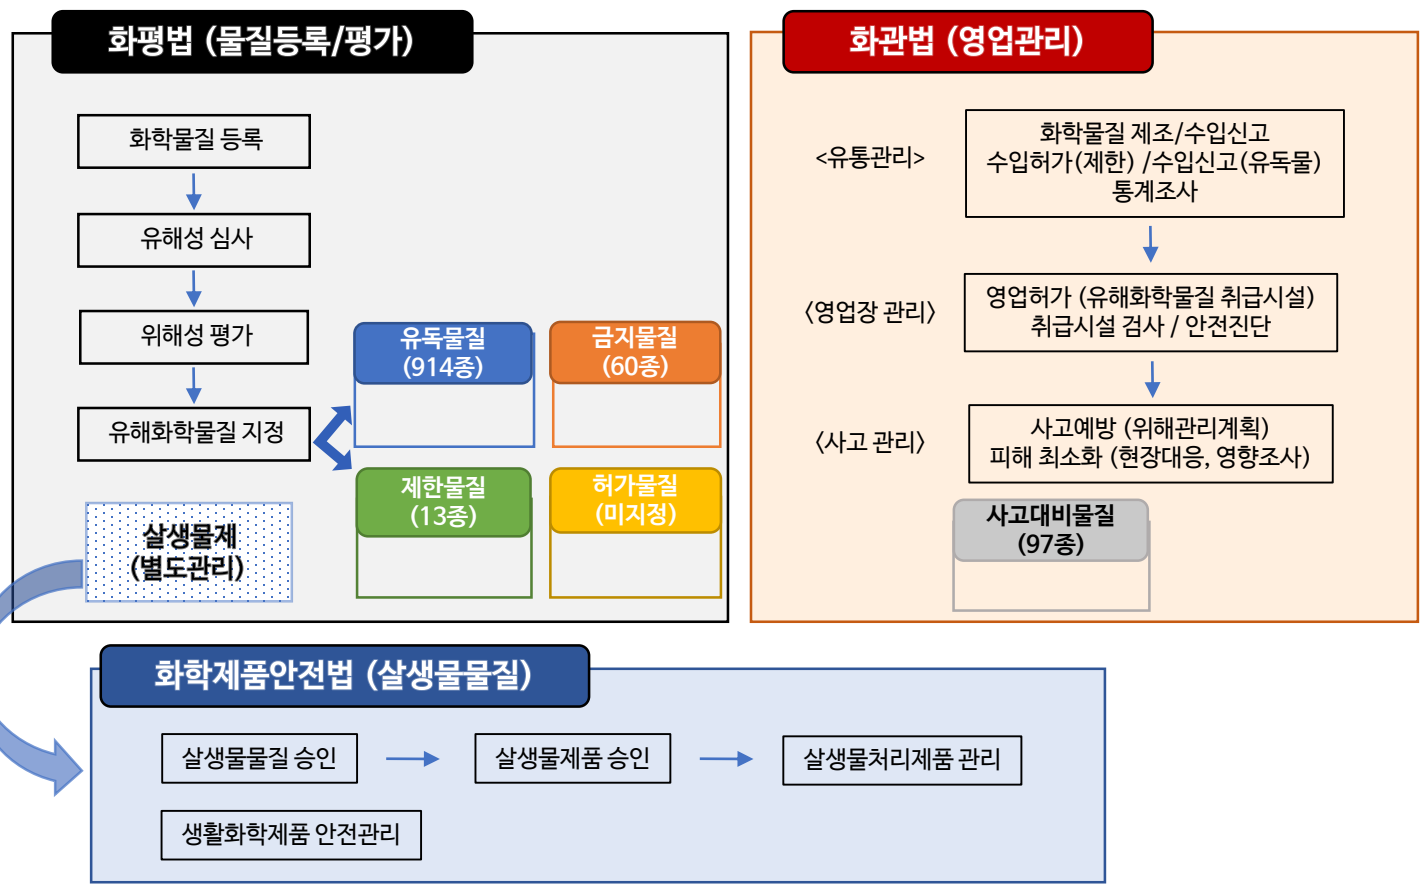 화평법 (물질등록/평가)
화학물질 등록
유해성 심사
위해성 평가
유해화학물질 지정
유독물질
(914종)
금지물질
(60종)
제한물질
(13종)
허가물질
(미지정)
살생물제
(별도관리)
화관법 (영업관리)
<유통관리>
화학물질 제조/수입신고
수입허가(제한) /수입신고(유독물)
통계조사
〈영업장 관리〉
영업허가 (유해화학물질 취급시설)
취급시설 검사 / 안전진단
〈사고 관리〉
사고예방 (위해관리계획)
피해 최소화 (현장대응, 영향조사)
사고대비물질
(97종)
화학제품안전법 (살생물물질)
살생물물질 승인
살생물제품 승인
살생물처리제품 관리
생활화학제품 안전관리